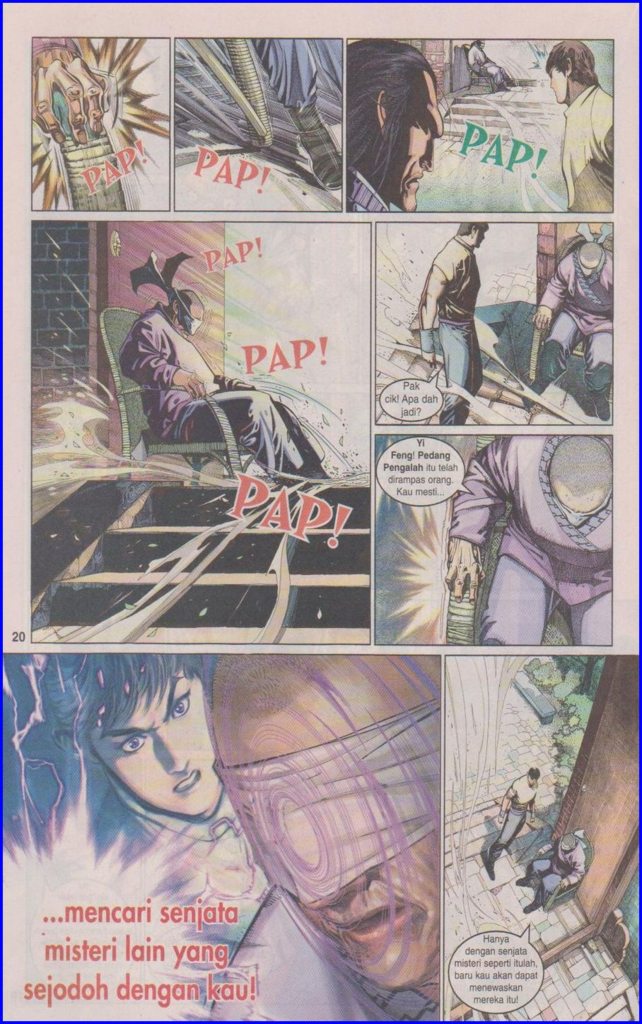 PAP!
PAP!
PAP!
PAP!
PAP!
PAP!
Pak
cik! Apa dah
jadi?
Yi
Feng! Pedang
Pengalah itu telah
dirampas orang.
Kau mesti...
20
...mencari senjata
misteri lain yang
sejodoh dengan kau!
Hanya
dengan senjata
misteri seperti itulah,
baru kau akan dapat
menewaskan
mereka itu!